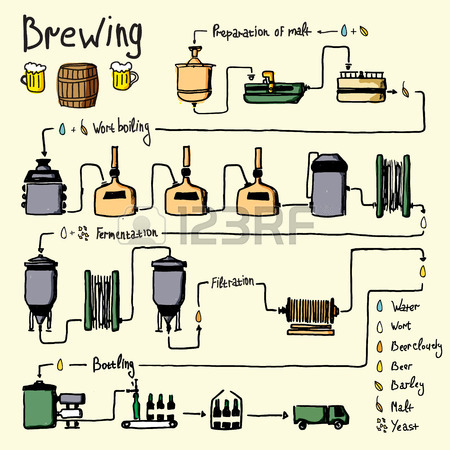 Brewing
Preparation of malt
Wort boiling
Fermentation
123RF
Filtration
Bottling
Water
Wort
Beer cloudy
Beer
Barley
Malt
Yeast